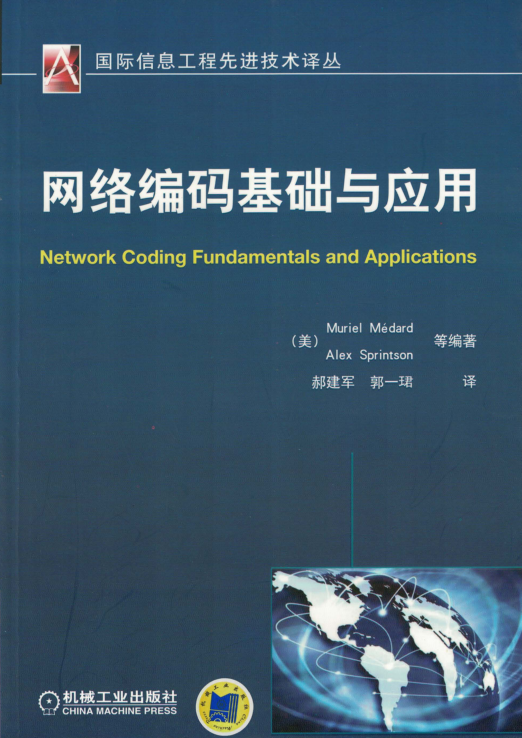 国际信息工程先进技术译丛
网络编码基础与应用
Network Coding Fundamentals and Applications
(美) Muriel Médard
Alex Sprintson 等编著
郝建军 郭一珺 译
机械工业出版社
CHINA MACHINE PRESS